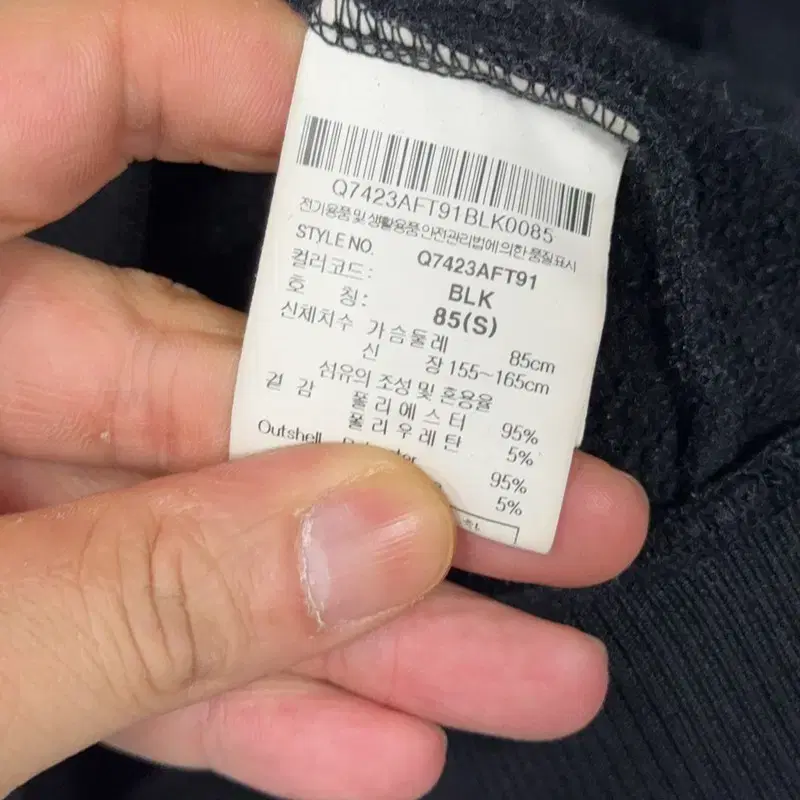 Q7423AFT91BLK0085
전기용품 및 생활용품 안전관리법에 의한 품질표시
STYLE NO. Q7423AFT91
컬러코드: BLK
호 칭: 85(S)
신체치수 가슴둘레 85cm
신 장 155~165cm
섬유의 조성 및 혼용율
겉감 폴리에스터 95%
폴리우레탄 5%
Outshell 95%
5%